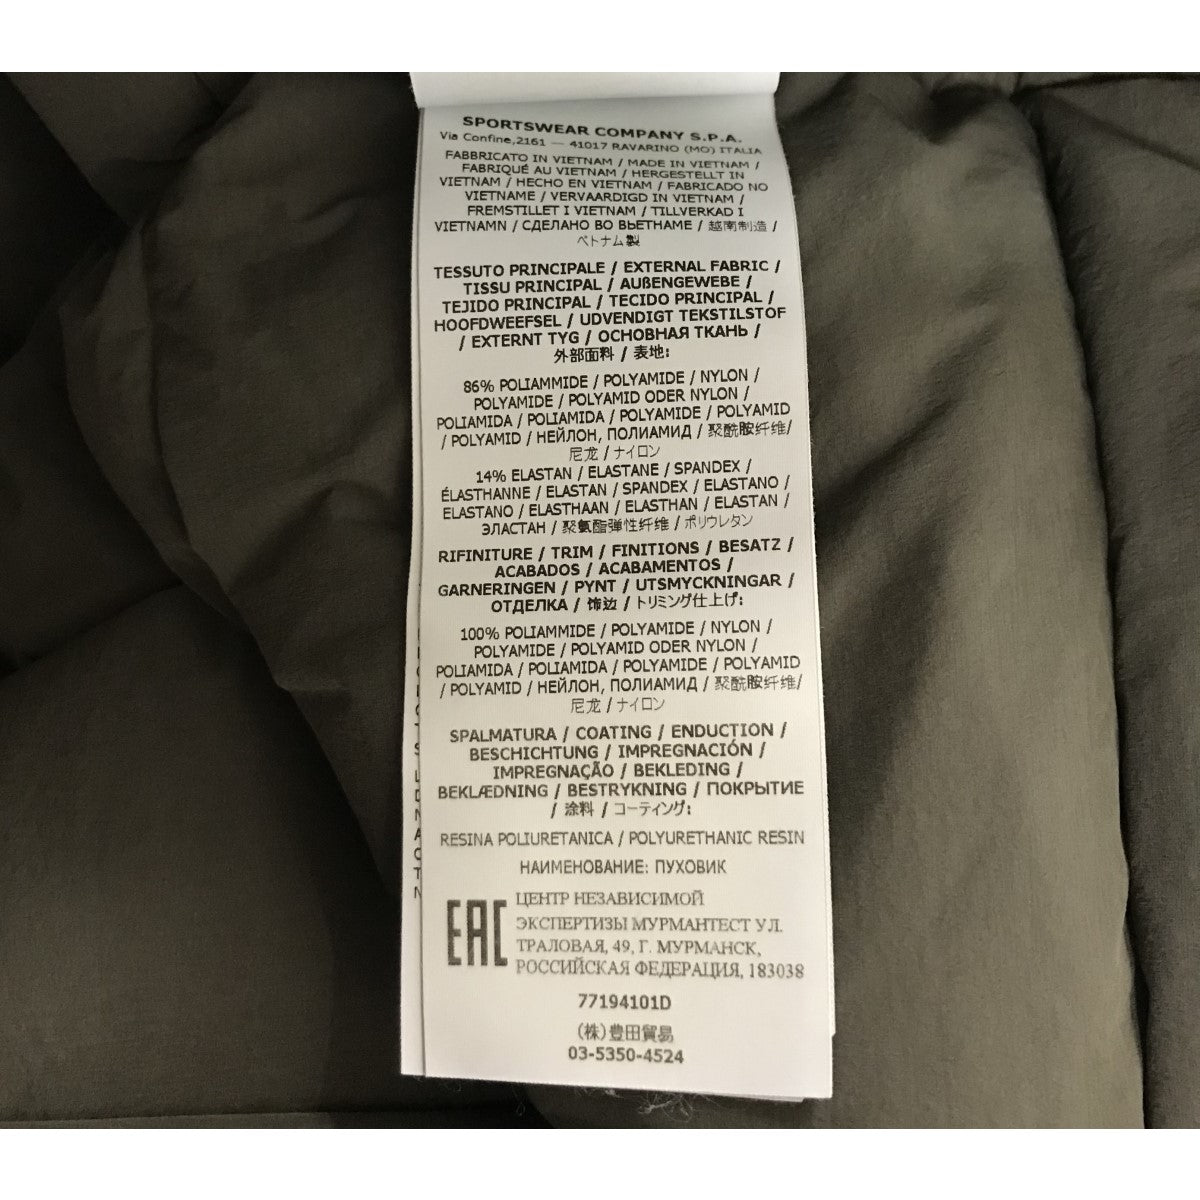 SPORTSWEAR COMPANY S.P.A.
Via Confine,2161 — 41017 RAVARINO (MO) ITALIA
FABBRICATO IN VIETNAM / MADE IN VIETNAM /
FABRIQUÉ AU VIETNAM / HERGESTELLT IN
VIETNAM / HECHO EN VIETNAM / FABRICADO NO
VIETNAME / VERVAARDIGD IN VIETNAM /
FREMSTILLET I VIETNAM / TILLVERKAD I
VIETNAMN / СДЕЛАНО ВО ВЬЕТНАМЕ / 越南制造 /
ベトナム製
TESSUTO PRINCIPALE / EXTERNAL FABRIC /
TISSU PRINCIPAL / AUßENGEWEBE /
TEJIDO PRINCIPAL / TECIDO PRINCIPAL /
HOOFDWEEFSEL / UDVENDIGT TEKSTILSTOF
/ EXTERNT TYG / ОСНОВНАЯ ТКАНЬ /
外部面料 / 表地:
86% POLIAMMIDE / POLYAMIDE / NYLON /
POLYAMIDE / POLYAMID ODER NYLON /
POLIAMIDA / POLIAMIDA / POLYAMIDE / POLYAMID
/ POLYAMID / НЕЙЛОН, ПОЛИАМИД / 聚酰胺纤维/
尼龙 / ナイロン
14% ELASTAN / ELASTANE / SPANDEX /
ÉLASTHANNE / ELASTAN / SPANDEX / ELASTANO /
ELASTANO / ELASTHAAN / ELASTHAN / ELASTAN /
ЭЛАСТАН / 聚氨酯弹性纤维 / ポリウレタン
RIFINITURE / TRIM / FINITIONS / BESATZ /
ACABADOS / ACABAMENTOS /
GARNERINGEN / PYNT / UTSMYCKNINGAR /
ОТДЕЛКА / 饰边 / トリミング仕上げ:
100% POLIAMMIDE / POLYAMIDE / NYLON /
POLYAMIDE / POLYAMID ODER NYLON /
POLIAMIDA / POLIAMIDA / POLYAMIDE / POLYAMID
/ POLYAMID / НЕЙЛОН, ПОЛИАМИД / 聚酰胺纤维/
尼龙 / ナイロン
SPALMATURA / COATING / ENDUCTION /
BESCHICHTUNG / IMPREGNACIÓN /
IMPREGNAÇÃO / BEKLEDING /
BEKLÆDNING / BESTRYKNING / ПОКРЫТИЕ
/ 涂料 / コーティング:
RESINA POLIURETANICA / POLYURETHANIC RESIN
НАИМЕНОВАНИЕ: ПУХОВИК
EAC
ЦЕНТР НЕЗАВИСИМОЙ
ЭКСПЕРТИЗЫ МУРМАНТЕСТ УЛ.
ТРАЛОВАЯ, 49, Г. МУРМАНСК,
РОССИЙСКАЯ ФЕДЕРАЦИЯ, 183038
77194101D
(株)豊田貿易
03-5350-4524